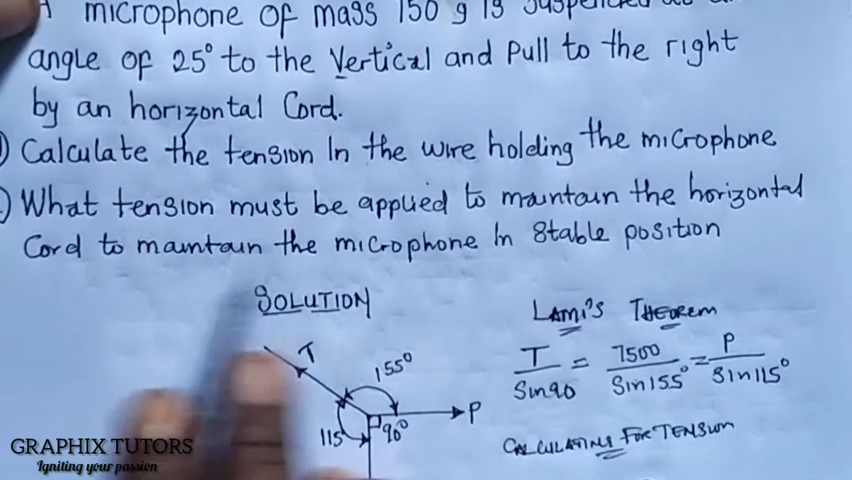 microphone of mass 150 g is suspended
angle of 25° to the Vertical and Pull to the right
by an horizontal Cord.
) Calculate the tension In the wire holding the microphone
) What tension must be applied to maintain the horizontal
Cord to maintain the microphone In Stable position
SOLUTION
LAMI'S THEOREM
T/Sin90 = 7500/Sin155° = P/Sin115°
T
155°
P
115°
90°
CALCULATING FOR TENSION
GRAPHIX TUTORS
Igniting your passion